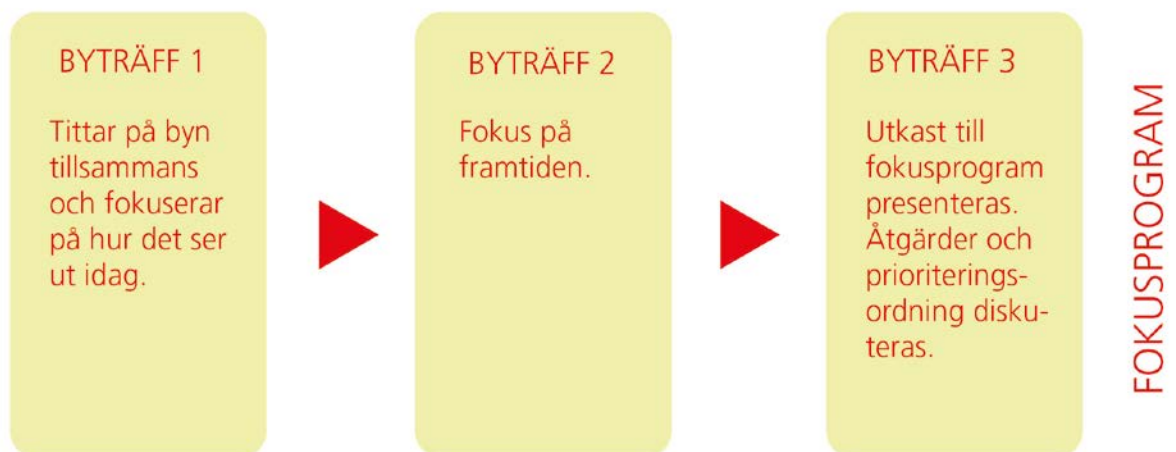 BYTRÄFF 1
Tittar på byn
tillsammans
och fokuserar
på hur det ser
ut idag.
BYTRÄFF 2
Fokus på
framtiden.
BYTRÄFF 3
Utkast till
fokusprogram
presenteras.
Åtgärder och
prioriterings-
ordning disku-
teras.
FOKUSPROGRAM